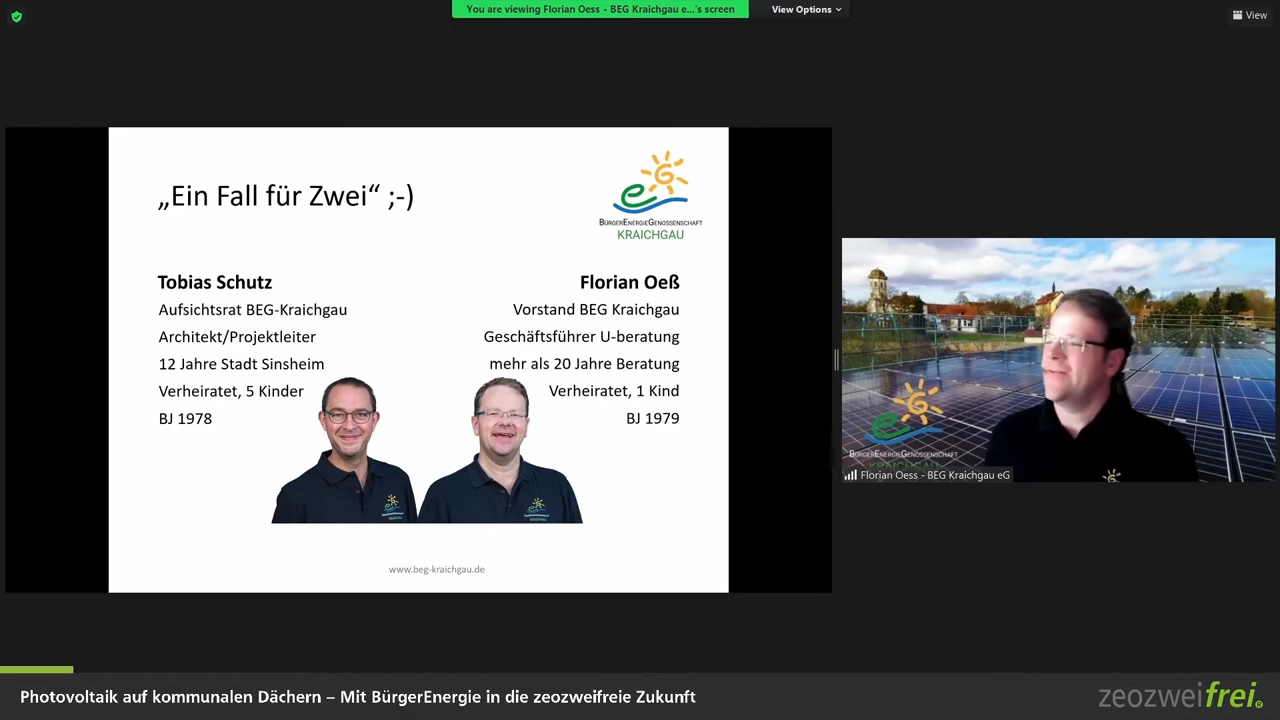 You are viewing Florian Oess - BEG Kraichgau e...'s screen
View Options
View
„Ein Fall für Zwei“ ;-)
BÜRGERENERGIEGENOSSENSCHAFT
KRAICHGAU
Tobias Schutz
Aufsichtsrat BEG-Kraichgau
Architekt/Projektleiter
12 Jahre Stadt Sinsheim
Verheiratet, 5 Kinder
BJ 1978
Florian Oeß
Vorstand BEG Kraichgau
Geschäftsführer U-beratung
mehr als 20 Jahre Beratung
Verheiratet, 1 Kind
BJ 1979
www.beg-kraichgau.de
BÜRGERENERGIEGENOSSENSCHAFT
KRAICHGAU
Florian Oess - BEG Kraichgau eG
Photovoltaik auf kommunalen Dächern – Mit BürgerEnergie in die zeozweifreie Zukunft
zeozweifrei.